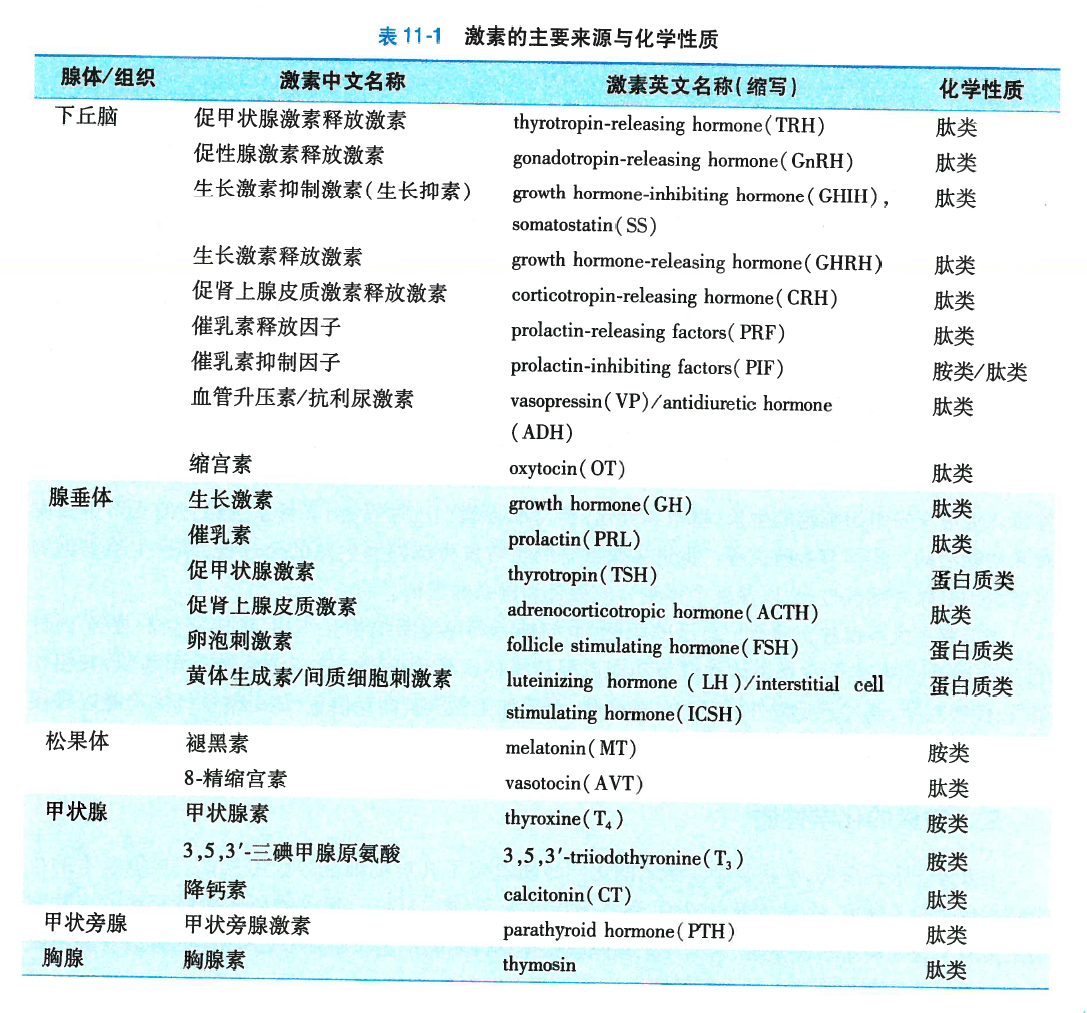 表 11-1 激素的主要来源与化学性质
腺体/组织 激素中文名称 激素英文名称(缩写) 化学性质
下丘脑 促甲状腺激素释放激素 thyrotropin-releasing hormone(TRH) 肽类
促性腺激素释放激素 gonadotropin-releasing hormone(GnRH) 肽类
生长激素抑制激素(生长抑素) growth hormone-inhibiting hormone(GHIH), 肽类
somatostatin(SS)
生长激素释放激素 growth hormone-releasing hormone(GHRH) 肽类
促肾上腺皮质激素释放激素 corticotropin-releasing hormone(CRH) 肽类
催乳素释放因子 prolactin-releasing factors(PRF) 肽类
催乳素抑制因子 prolactin-inhibiting factors(PIF) 胺类/肽类
血管升压素/抗利尿激素 vasopressin(VP)/antidiuretic hormone 肽类
(ADH)
缩宫素 oxytocin(OT) 肽类
腺垂体 生长激素 growth hormone(GH) 肽类
催乳素 prolactin(PRL) 肽类
促甲状腺激素 thyrotropin(TSH) 蛋白质类
促肾上腺皮质激素 adrenocorticotropic hormone(ACTH) 肽类
卵泡刺激素 follicle stimulating hormone(FSH) 蛋白质类
黄体生成素/间质细胞刺激素 luteinizing hormone (LH)/interstitial cell 蛋白质类
stimulating hormone(ICSH)
松果体 褪黑素 melatonin(MT) 胺类
8-精缩宫素 vasotocin(AVT) 肽类
甲状腺 甲状腺素 thyroxine(T₄) 胺类
3,5,3′-三碘甲腺原氨酸 3,5,3′-triiodothyronine(T₃) 胺类
降钙素 calcitonin(CT) 肽类
甲状旁腺 甲状旁腺激素 parathyroid hormone(PTH) 肽类
胸腺 胸腺素 thymosin 肽类